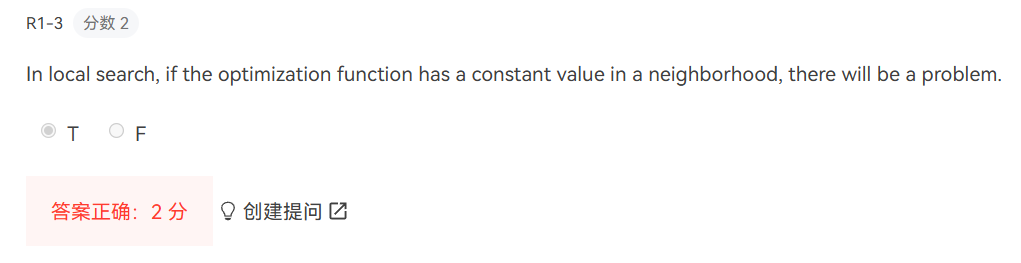 R1-3 分数 2
In local search, if the optimization function has a constant value in a neighborhood, there will be a problem.
T F
答案正确：2 分 创建提问